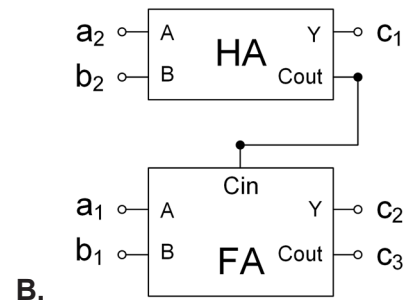 a₂ A HA Y c₁
b₂ B Cout
Cin
a₁ A Y c₂
b₁ B FA Cout c₃
B.